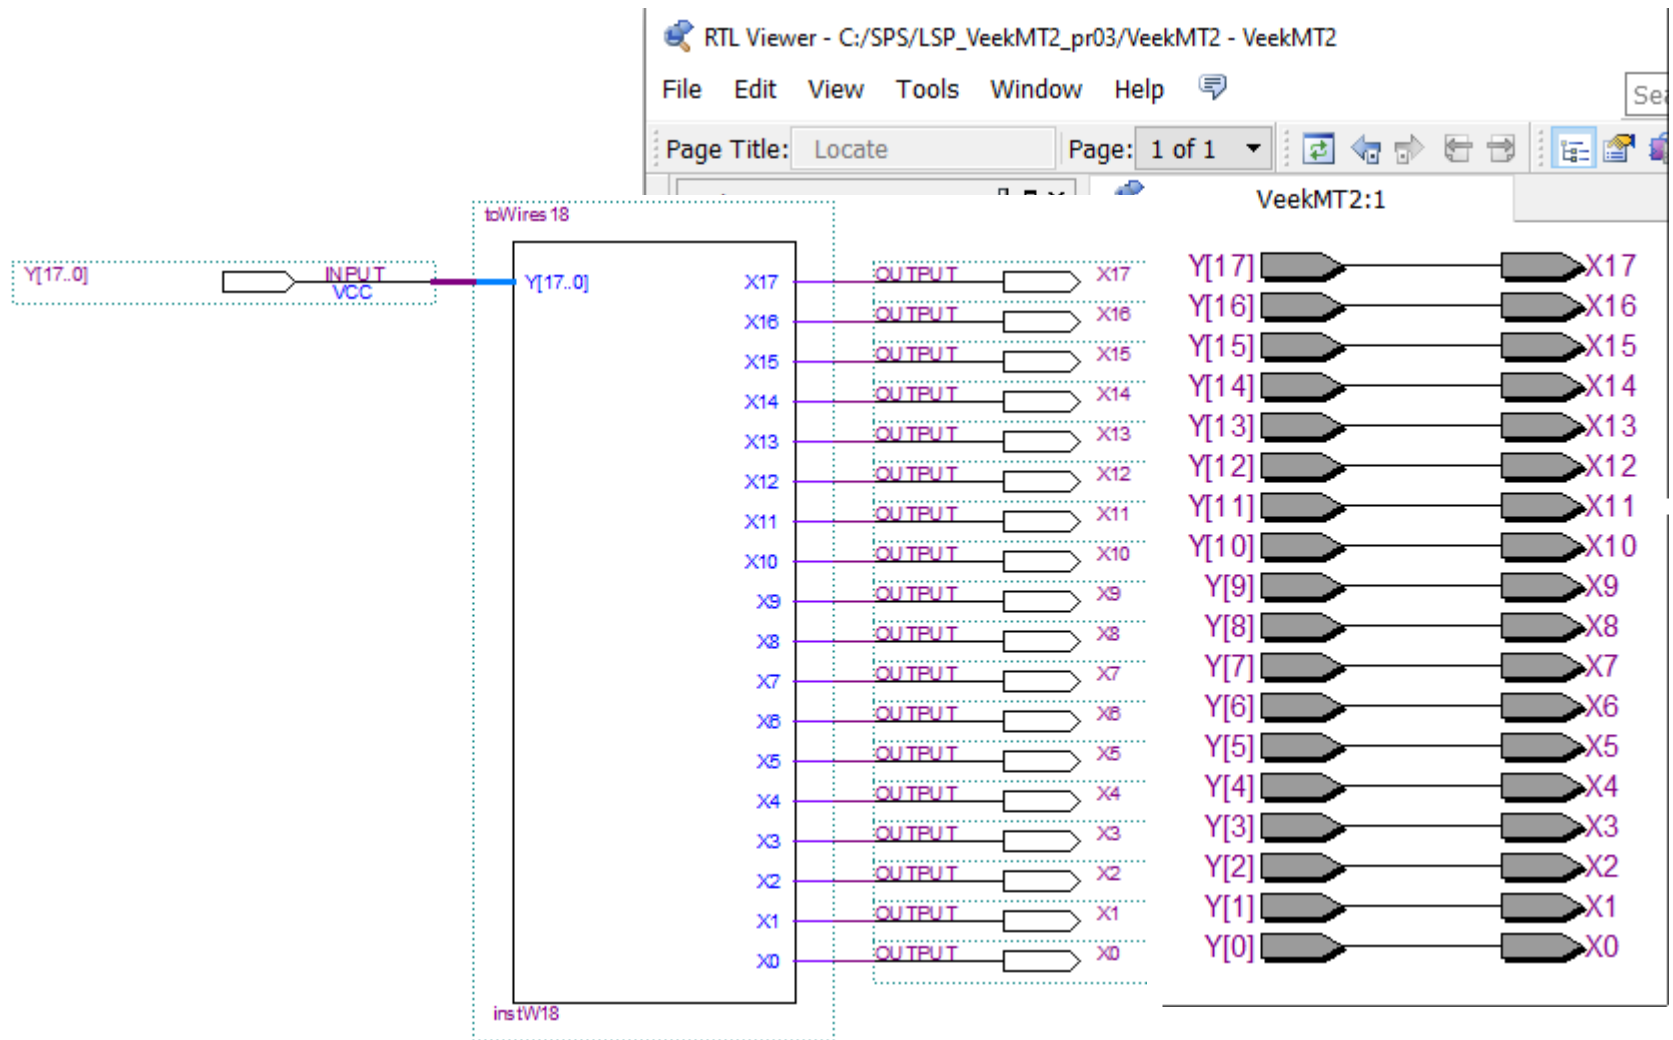 RTL Viewer - C:/SPS/LSP_VeekMT2_pr03/VeekMT2 - VeekMT2
File Edit View Tools Window Help
Page Title: Locate Page: 1 of 1
VeekMT2:1
toWires18
Y[17..0] INPUT
VCC
Y[17..0]
X17 OUTPUT X17
X16 OUTPUT X16
X15 OUTPUT X15
X14 OUTPUT X14
X13 OUTPUT X13
X12 OUTPUT X12
X11 OUTPUT X11
X10 OUTPUT X10
X9 OUTPUT X9
X8 OUTPUT X8
X7 OUTPUT X7
X6 OUTPUT X6
X5 OUTPUT X5
X4 OUTPUT X4
X3 OUTPUT X3
X2 OUTPUT X2
X1 OUTPUT X1
X0 OUTPUT X0
instW18
Y[17] X17
Y[16] X16
Y[15] X15
Y[14] X14
Y[13] X13
Y[12] X12
Y[11] X11
Y[10] X10
Y[9] X9
Y[8] X8
Y[7] X7
Y[6] X6
Y[5] X5
Y[4] X4
Y[3] X3
Y[2] X2
Y[1] X1
Y[0] X0